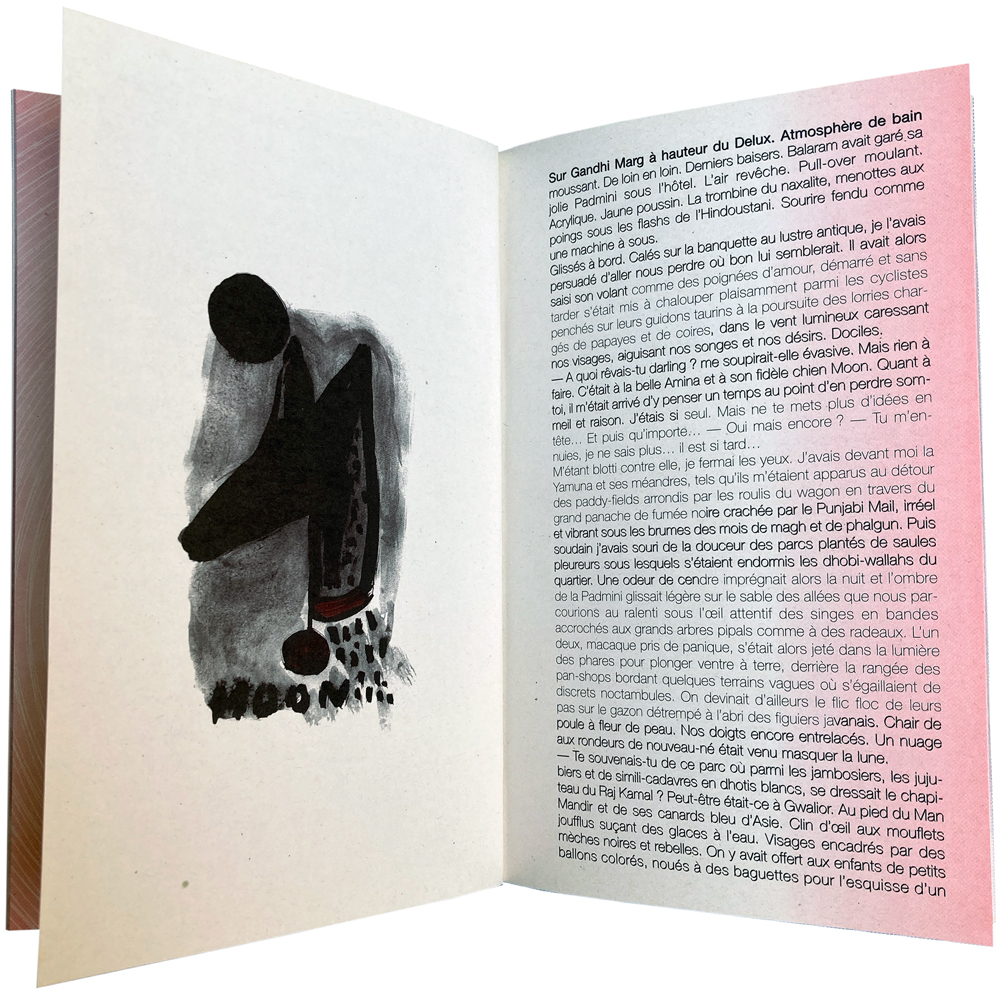 MOON
Sur Gandhi Marg à hauteur du Delux. Atmosphère de bain
moussant. De loin en loin. Derniers baisers. Balaram avait garé sa
jolie Padmini sous l'hôtel. L'air revêche. Pull-over moulant.
Acrylique. Jaune poussin. La trombine du naxalite, menottes aux
poings sous les flashs de l'Hindoustani. Sourire fendu comme
une machine à sous.
Glissés à bord. Calés sur la banquette au lustre antique, je l'avais
persuadé d'aller nous perdre où bon lui semblerait. Il avait alors
saisi son volant comme des poignées d'amour, démarré et sans
tarder s'était mis à chalouper plaisamment parmi les cyclistes
penchés sur leurs guidons taurins à la poursuite des lorries char-
gés de papayes et de coires, dans le vent lumineux caressant
nos visages, aiguisant nos songes et nos désirs. Dociles.
— A quoi rêvais-tu darling ? me soupirait-elle évasive. Mais rien à
faire. C'était à la belle Amina et à son fidèle chien Moon. Quant à
toi, il m'était arrivé d'y penser un temps au point d'en perdre som-
meil et raison. J'étais si seul. Mais ne te mets plus d'idées en
tête… Et puis qu'importe… — Oui mais encore ? — Tu m'en-
nuies, je ne sais plus… il est si tard…
M'étant blotti contre elle, je fermai les yeux. J'avais devant moi la
Yamuna et ses méandres, tels qu'ils m'étaient apparus au détour
des paddy-fields arrondis par les roulis du wagon en travers du
grand panache de fumée noire crachée par le Punjabi Mail, irréel
et vibrant sous les brumes des mois de magh et de phalgun. Puis
soudain j'avais souri de la douceur des parcs plantés de saules
pleureurs sous lesquels s'étaient endormis les dhobi-wallahs du
quartier. Une odeur de cendre imprégnait alors la nuit et l'ombre
de la Padmini glissait légère sur le sable des allées que nous par-
courions au ralenti sous l'œil attentif des singes en bandes
accrochés aux grands arbres pipals comme à des radeaux. L'un
deux, macaque pris de panique, s'était alors jeté dans la lumière
des phares pour plonger ventre à terre, derrière la rangée des
pan-shops bordant quelques terrains vagues où s'égaillaient de
discrets noctambules. On devinait d'ailleurs le flic floc de leurs
pas sur le gazon détrempé à l'abri des figuiers javanais. Chair de
poule à fleur de peau. Nos doigts encore entrelacés. Un nuage
aux rondeurs de nouveau-né était venu masquer la lune.
— Te souvenais-tu de ce parc où parmi les jambosiers, les juju-
biers et de simili-cadavres en dhotis blancs, se dressait le chapi-
teau du Raj Kamal ? Peut-être était-ce à Gwalior. Au pied du Man
Mandir et de ses canards bleu d'Asie. Clin d'œil aux mouflets
joufflus suçant des glaces à l'eau. Visages encadrés par des
mèches noires et rebelles. On y avait offert aux enfants de petits
ballons colorés, noués à des baguettes pour l'esquisse d'un